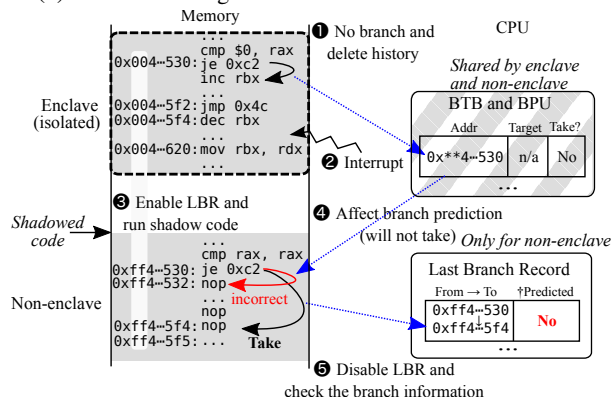 Memory
❶ No branch and
delete history
CPU
...
cmp $0, rax
0x004⋯530: je 0xc2
inc rbx
...
0x004⋯5f2: jmp 0x4c
0x004⋯5f4: dec rbx
...
0x004⋯620: mov rbx, rdx
...
Enclave
(isolated)
❷ Interrupt
Shared by enclave
and non-enclave
BTB and BPU
Addr Target Take?
0x**4⋯530 n/a No
...
❸ Enable LBR and
run shadow code
❹ Affect branch prediction
(will not take)
Shadowed
code
Only for non-enclave
...
cmp rax, rax
0xff4⋯530: je 0xc2
0xff4⋯532: nop
incorrect
...
nop
0xff4⋯5f4: nop
0xff4⋯5f5: ...
Take
Non-enclave
Last Branch Record
From → To †Predicted
0xff4⋯530 No
↓
0xff4⋯5f4
...
❺ Disable LBR and
check the branch information